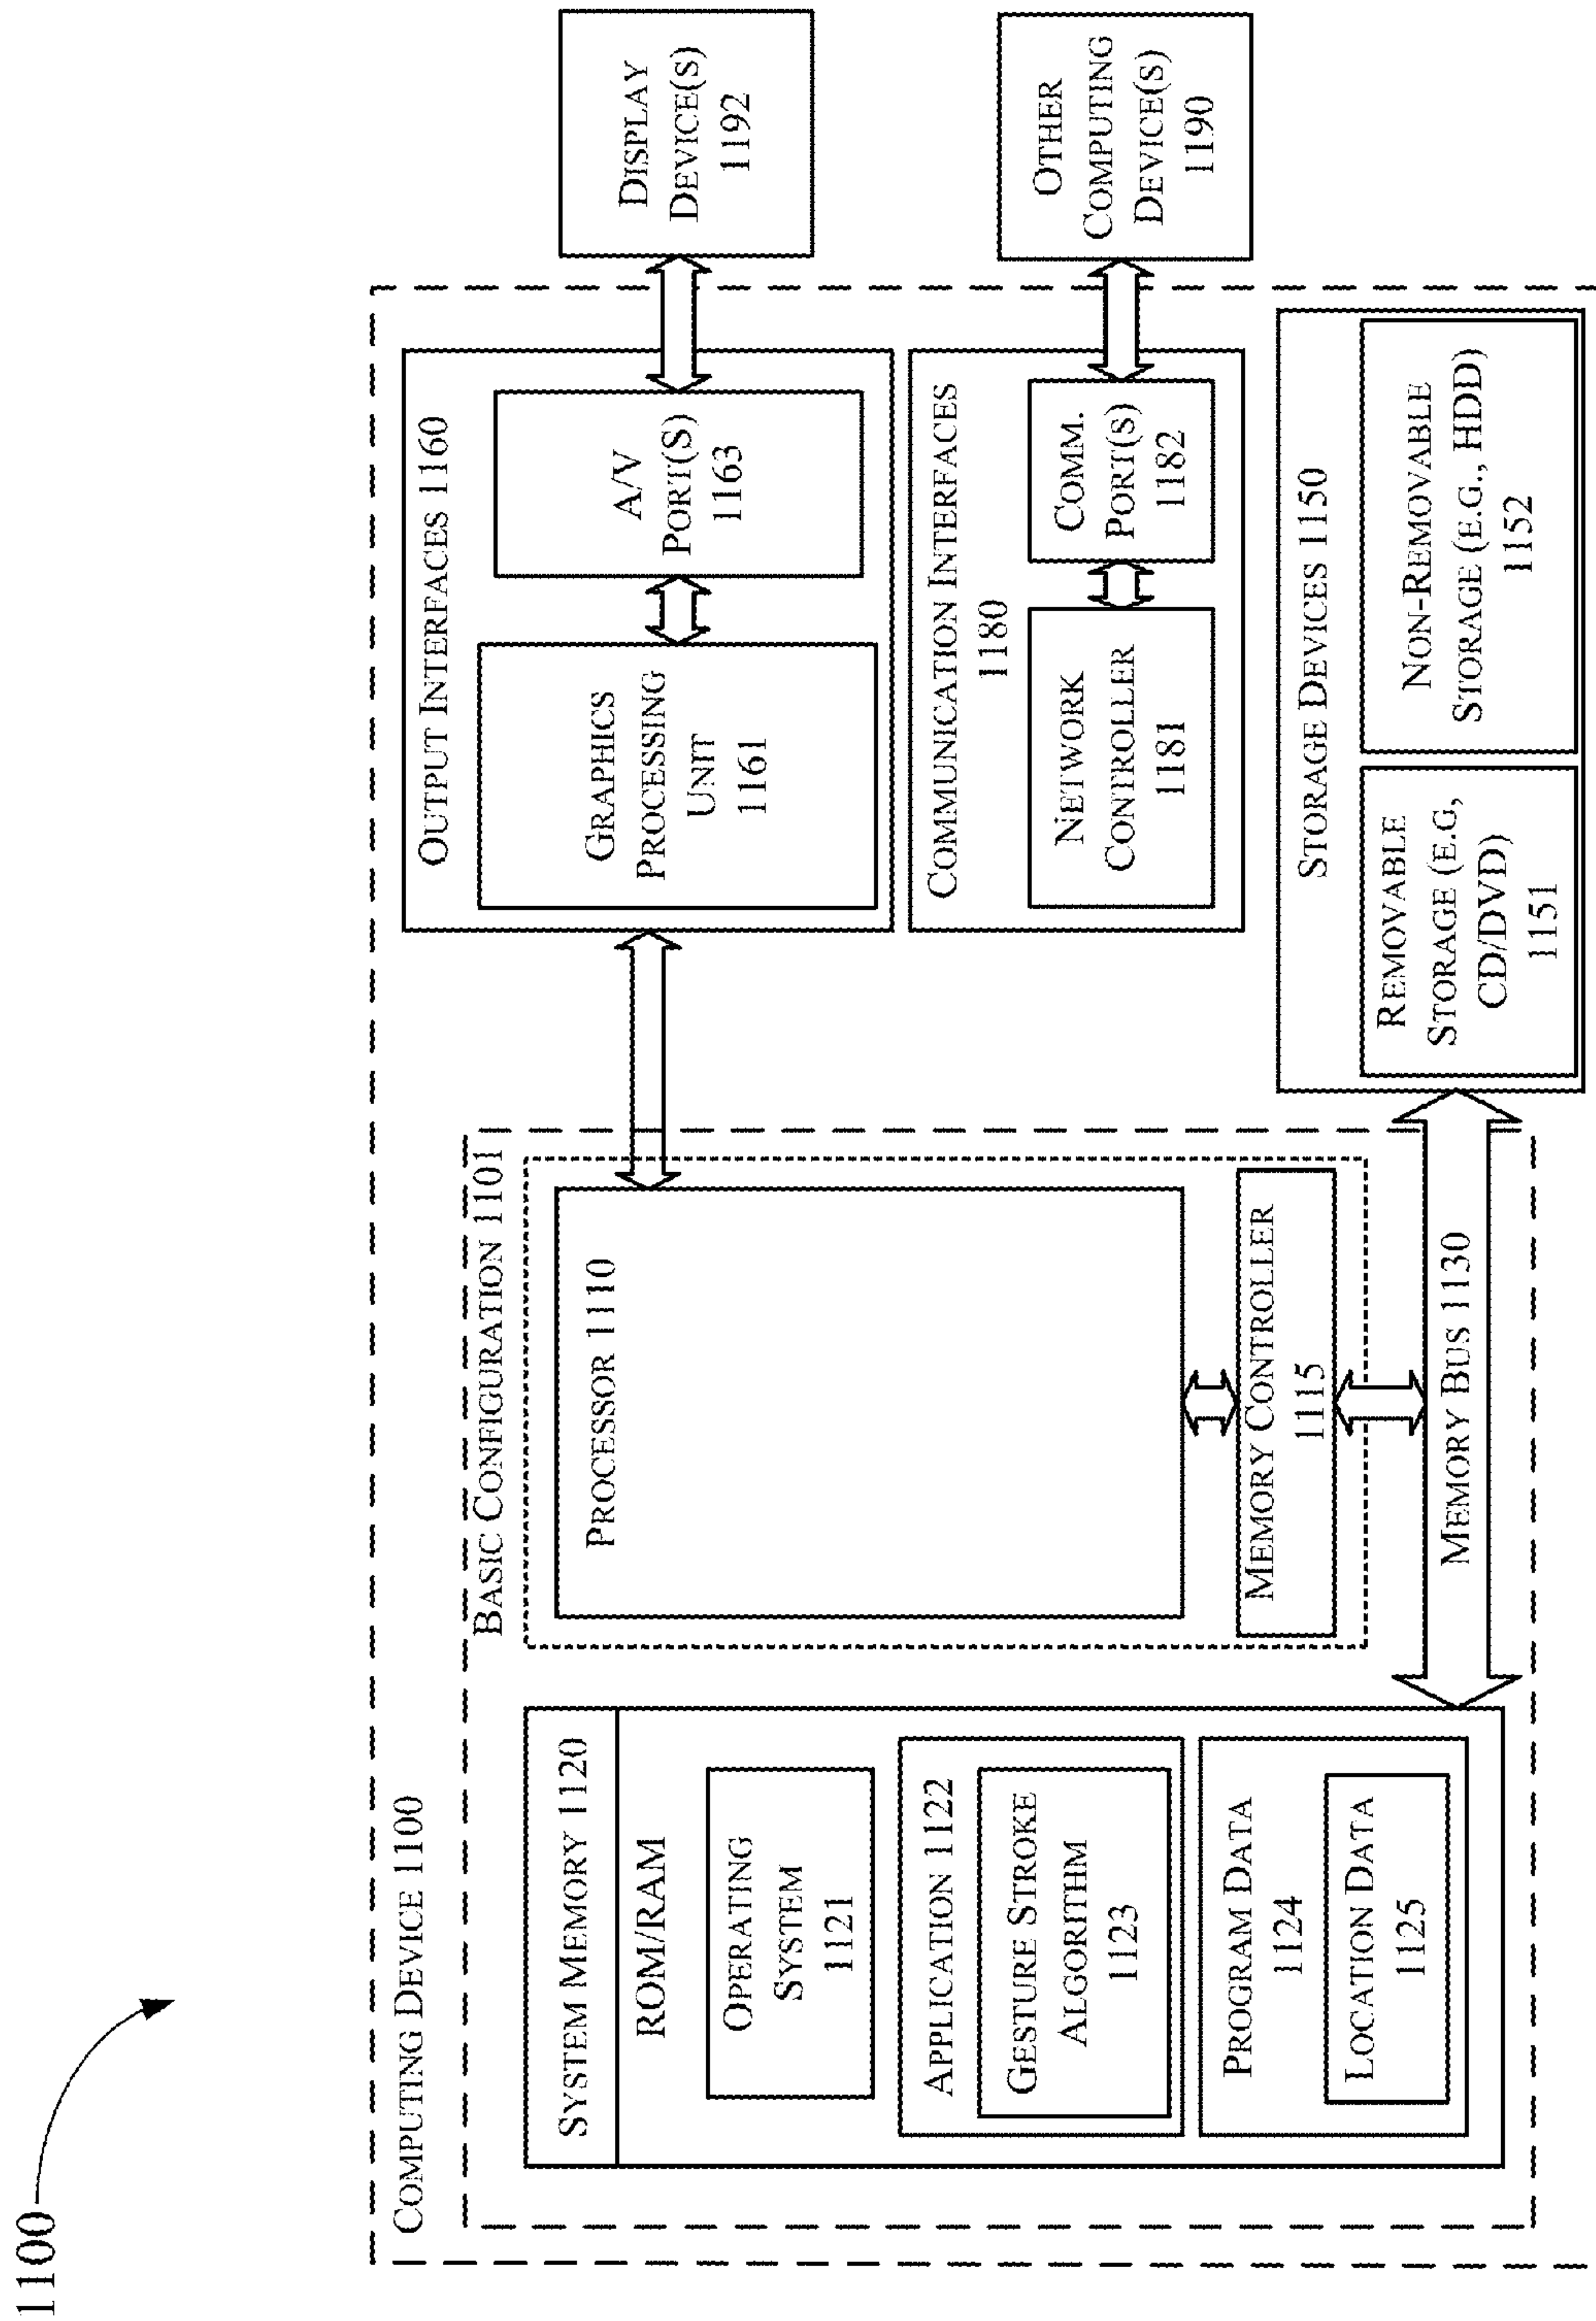 1100
COMPUTING DEVICE 1100
BASIC CONFIGURATION 1101
SYSTEM MEMORY 1120
ROM/RAM
OPERATING
SYSTEM
1121
APPLICATION 1122
GESTURE STROKE
ALGORITHM
1123
PROGRAM DATA
1124
LOCATION DATA
1125
PROCESSOR 1110
MEMORY CONTROLLER
1115
MEMORY BUS 1130
OUTPUT INTERFACES 1160
GRAPHICS
PROCESSING
UNIT
1161
A/V
PORT(S)
1163
COMMUNICATION INTERFACES
1180
NETWORK
CONTROLLER
1181
COMM.
PORT(S)
1182
STORAGE DEVICES 1150
REMOVABLE
STORAGE (E.G,
CD/DVD)
1151
NON-REMOVABLE
STORAGE (E.G., HDD)
1152
DISPLAY
DEVICE(S)
1192
OTHER
COMPUTING
DEVICE(S)
1190